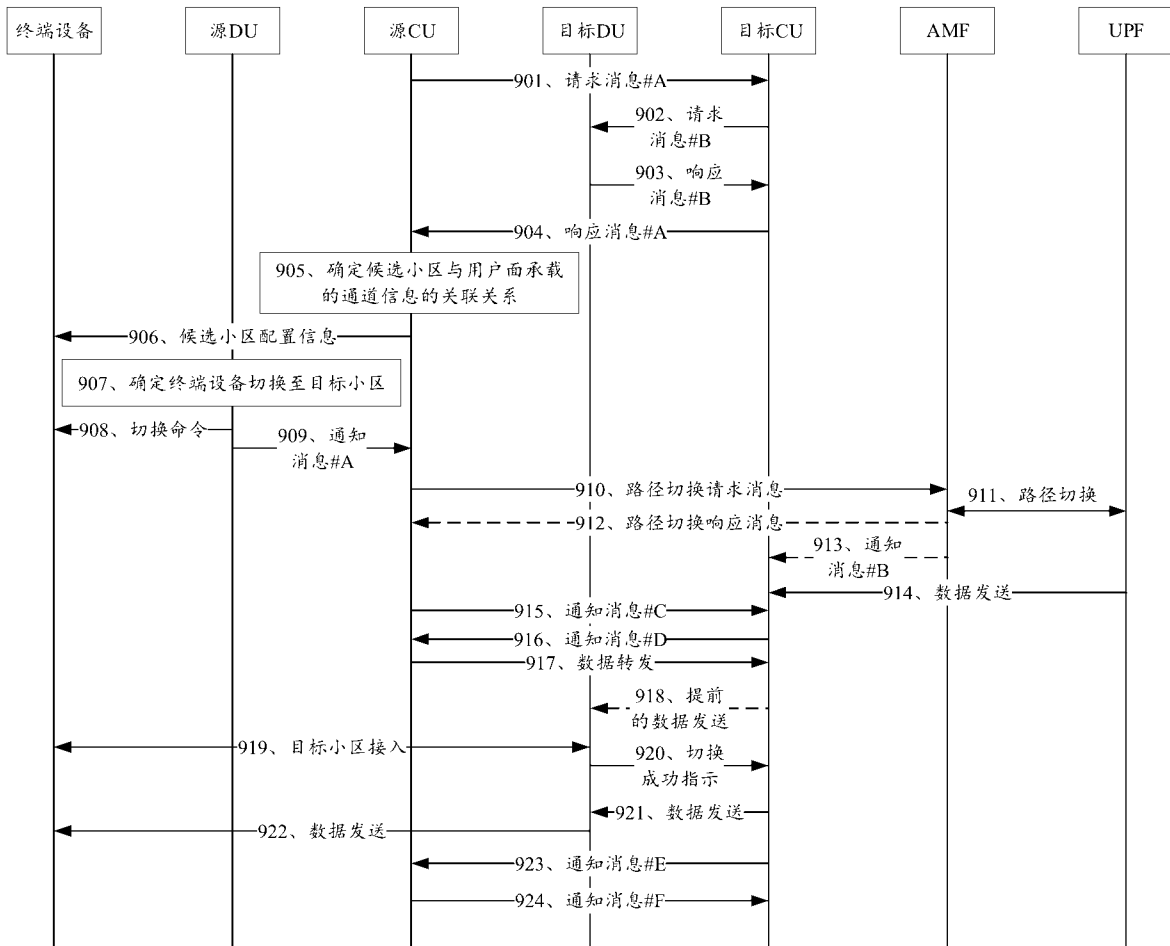 终端设备
源DU
源CU
目标DU
目标CU
AMF
UPF
901、请求消息#A
902、请求
消息#B
903、响应
消息#B
904、响应消息#A
905、确定候选小区与用户面承载
的通道信息的关联关系
906、候选小区配置信息
907、确定终端设备切换至目标小区
908、切换命令
909、通知
消息#A
910、路径切换请求消息
911、路径切换
912、路径切换响应消息
913、通知
消息#B
914、数据发送
915、通知消息#C
916、通知消息#D
917、数据转发
918、提前
的数据发送
919、目标小区接入
920、切换
成功指示
921、数据发送
922、数据发送
923、通知消息#E
924、通知消息#F